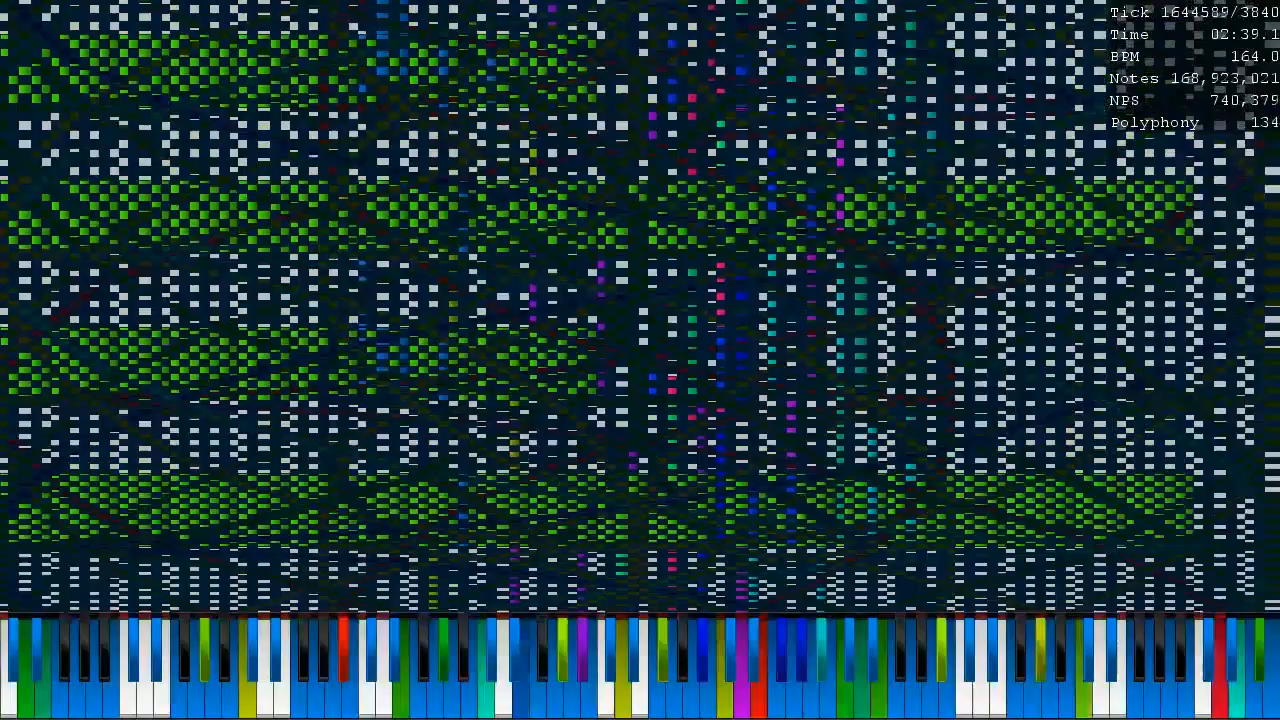 Tick 1644589/3840
Time 02:39.1
BPM 164.0
Notes 168,923,021
NPS 740,379
Polyphony 134